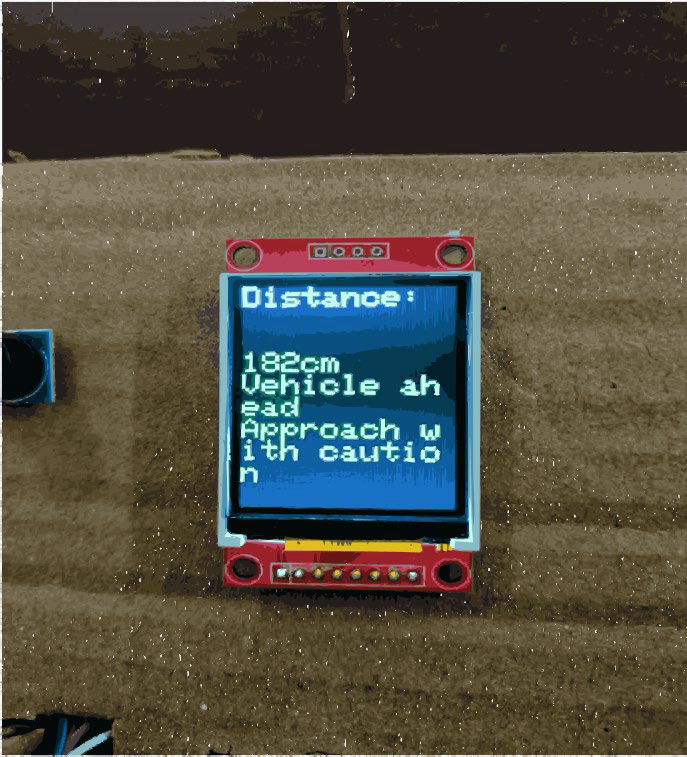 Distance:
182cm
Vehicle ah
ead
Approach w
ith cautio
n